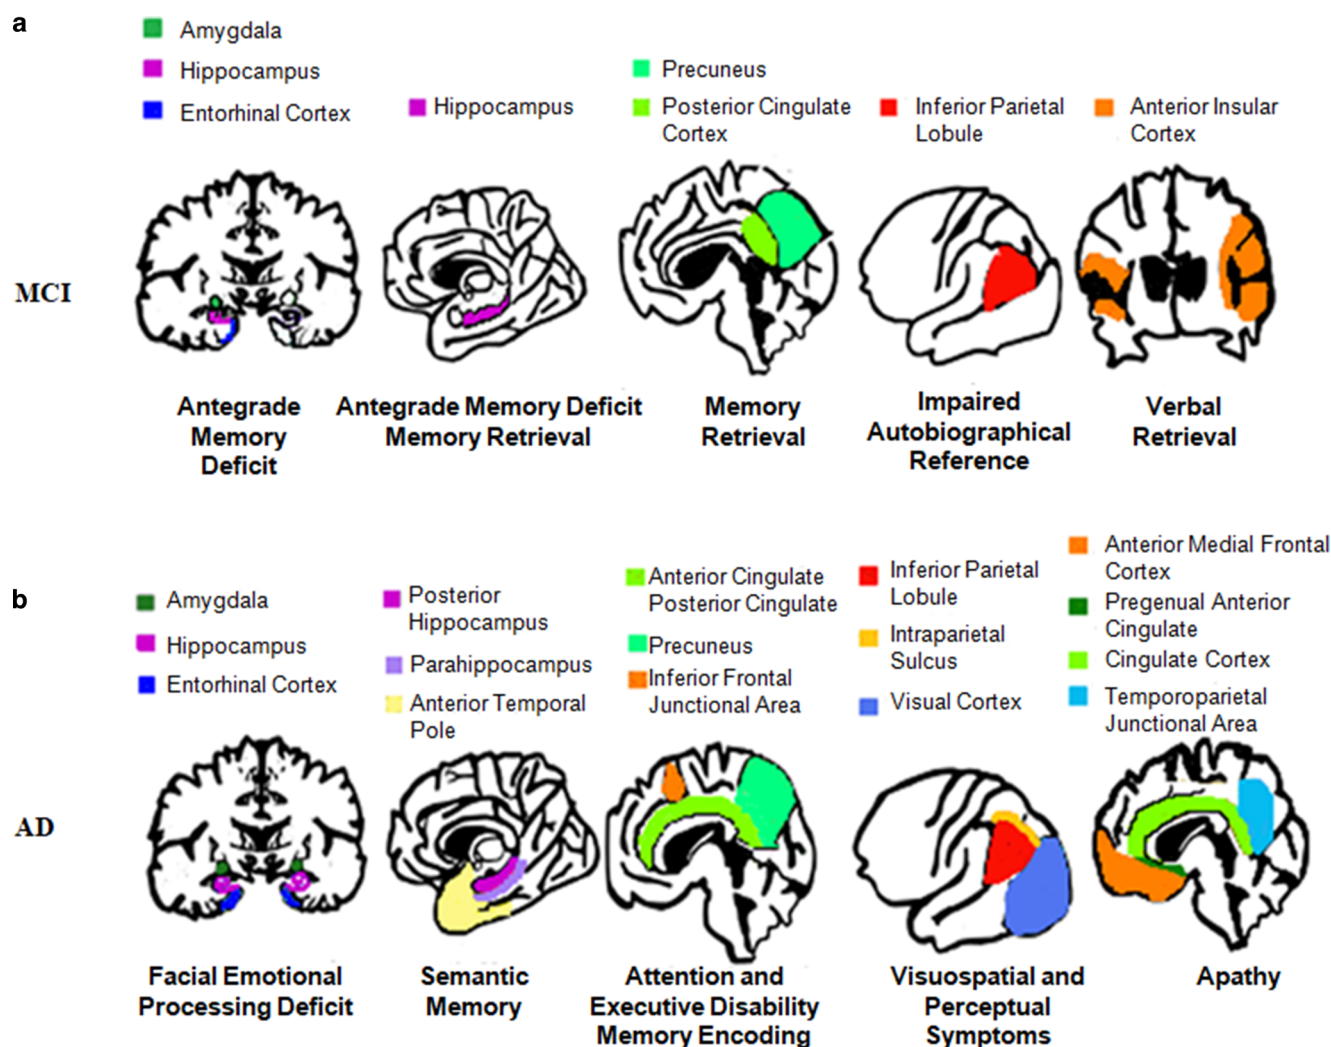 a
Amygdala
Hippocampus
Entorhinal Cortex
Hippocampus
Precuneus
Posterior Cingulate
Cortex
Inferior Parietal
Lobule
Anterior Insular
Cortex
MCI
Antegrade
Memory
Deficit
Antegrade Memory Deficit
Memory Retrieval
Memory
Retrieval
Impaired
Autobiographical
Reference
Verbal
Retrieval
b
Amygdala
Hippocampus
Entorhinal Cortex
Posterior
Hippocampus
Parahippocampus
Anterior Temporal
Pole
Anterior Cingulate
Posterior Cingulate
Precuneus
Inferior Frontal
Junctional Area
Inferior Parietal
Lobule
Intraparietal
Sulcus
Visual Cortex
Anterior Medial Frontal
Cortex
Pregenual Anterior
Cingulate
Cingulate Cortex
Temporoparietal
Junctional Area
AD
Facial Emotional
Processing Deficit
Semantic
Memory
Attention and
Executive Disability
Memory Encoding
Visuospatial and
Perceptual
Symptoms
Apathy